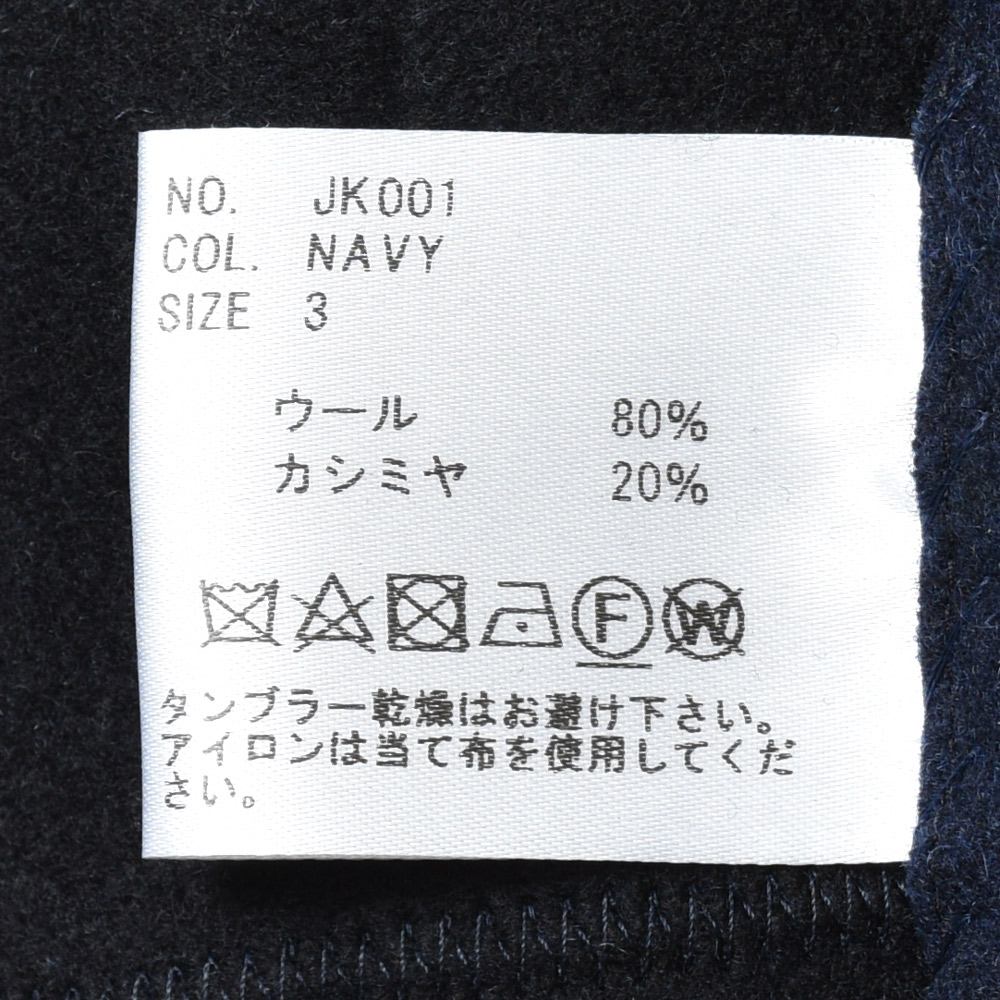 NO. JK001
COL. NAVY
SIZE 3
ウール 80%
カシミヤ 20%
F W
タンブラー乾燥はお避け下さい。
アイロンは当て布を使用してくだ
さい。